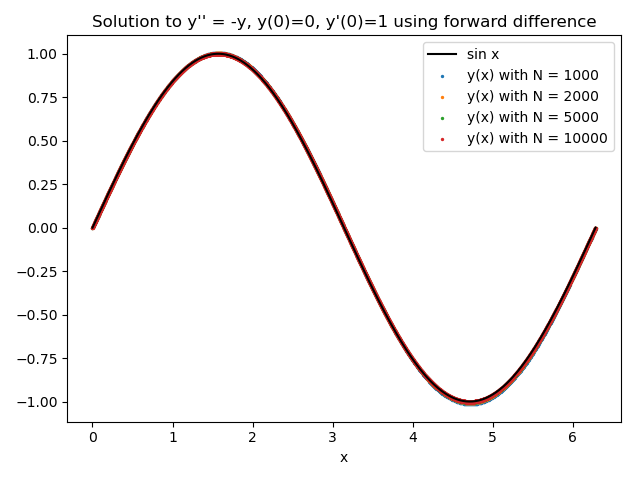 Solution to y'' = -y, y(0)=0, y'(0)=1 using forward difference
1.00
0.75
0.50
0.25
0.00
−0.25
−0.50
−0.75
−1.00
sin x
y(x) with N = 1000
y(x) with N = 2000
y(x) with N = 5000
y(x) with N = 10000
0 1 2 3 4 5 6
x